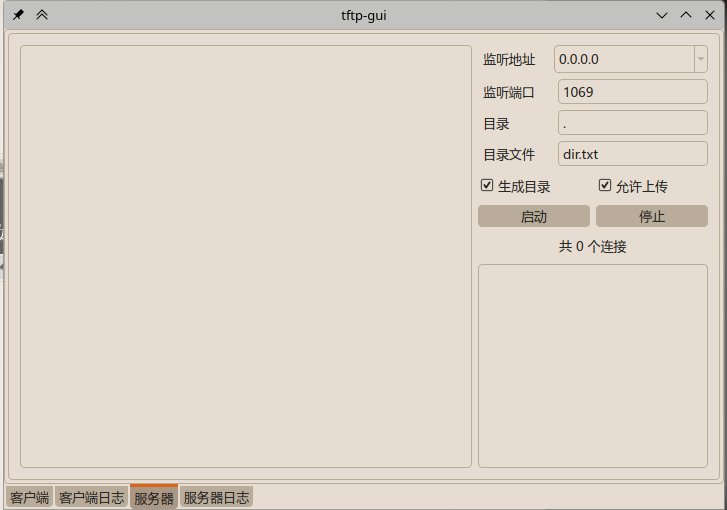 tftp-gui
监听地址 0.0.0.0
监听端口 1069
目录 .
目录文件 dir.txt
生成目录 允许上传
启动 停止
共 0 个连接
客户端 客户端日志 服务器 服务器日志